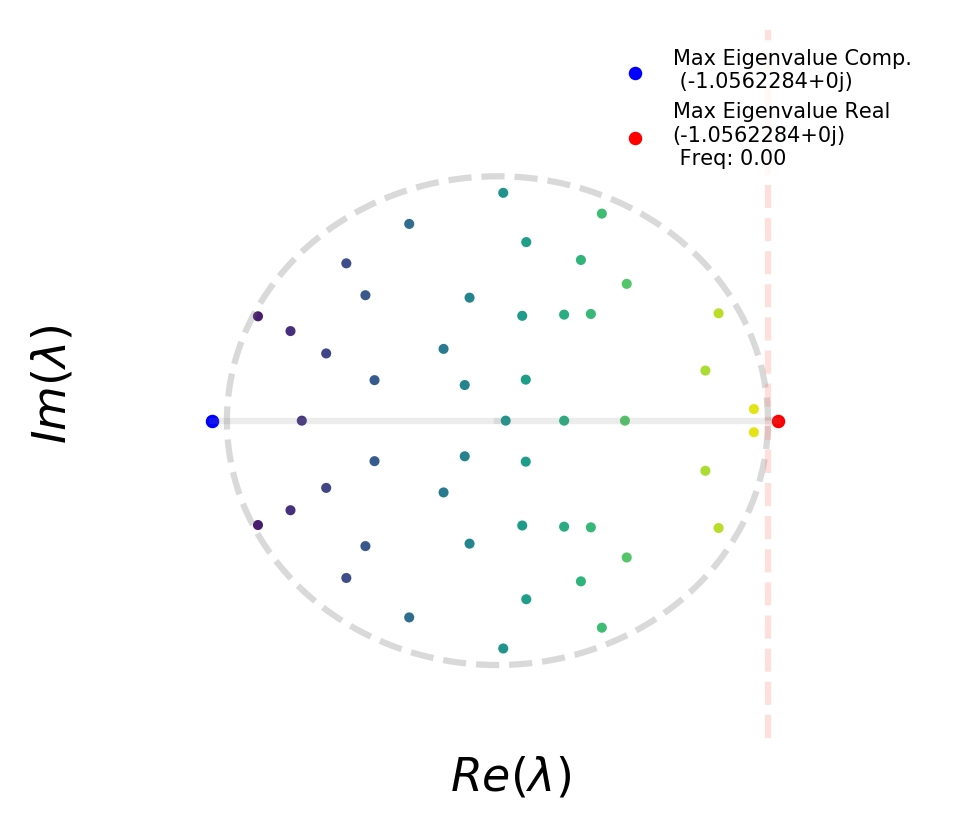 Max Eigenvalue Comp.
(-1.0562284+0j)
Max Eigenvalue Real
(-1.0562284+0j)
Freq: 0.00
Im(λ)
Re(λ)